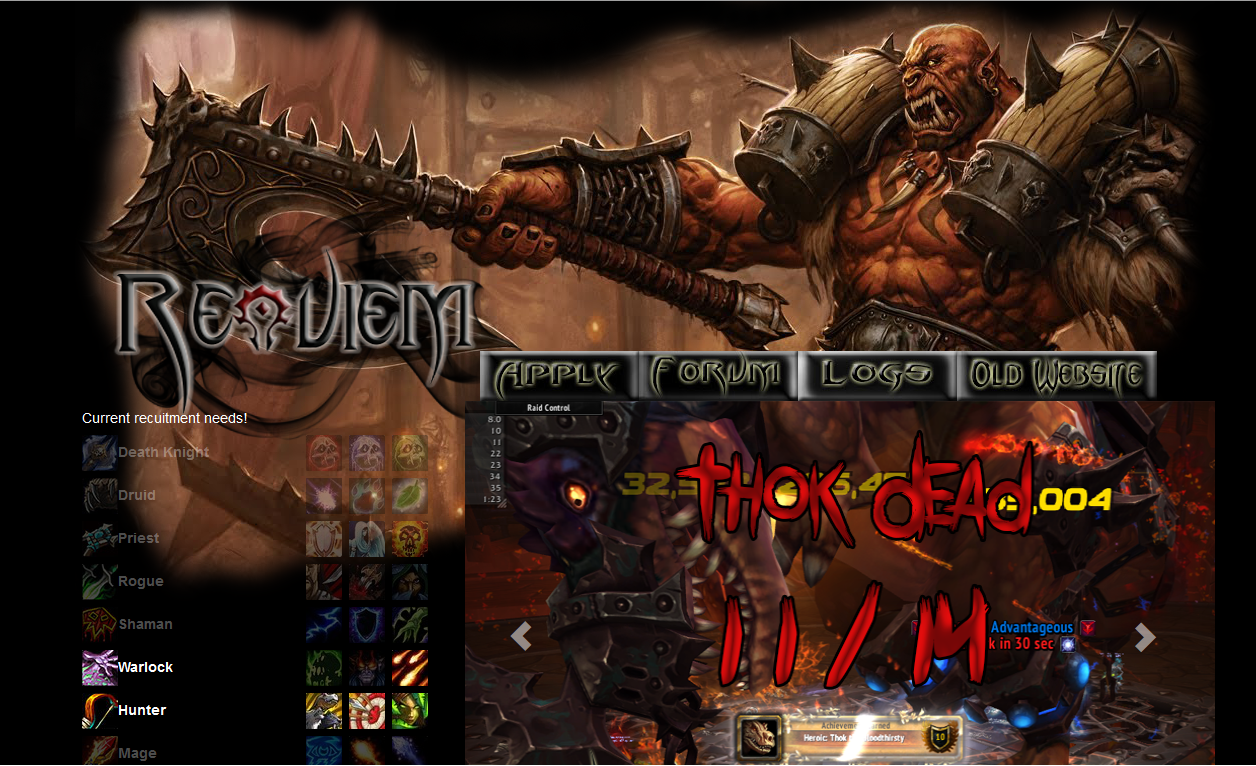 ReQuiem
Apply Forum Logs Old Website
Current recuitment needs!
Death Knight
Druid
Priest
Rogue
Shaman
Warlock
Hunter
Mage
Raid Control
8.0
10
11
22
23
34
35
1:23
Thok dead
11/14
Advantageous
k in 30 sec
Heroic: Thok
10